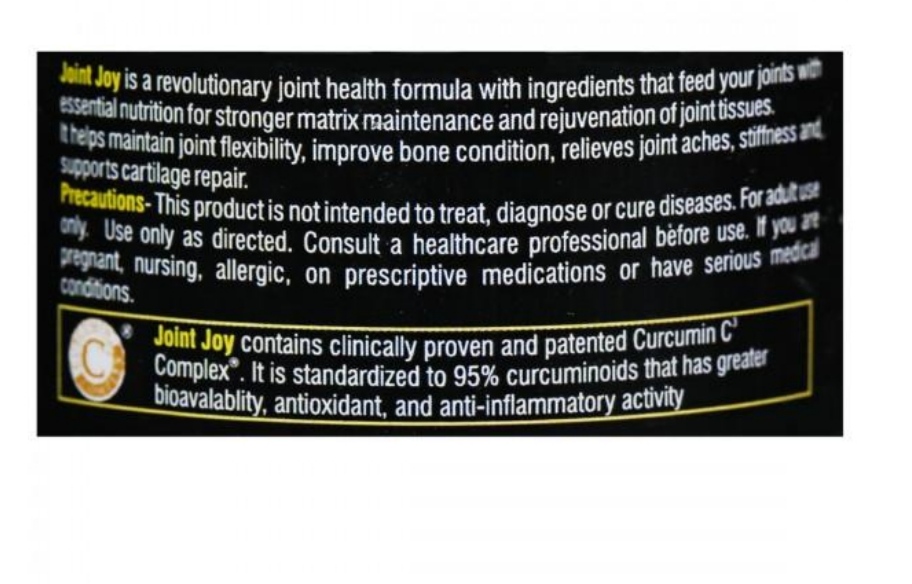 Joint Joy is a revolutionary joint health formula with ingredients that feed your joints with
essential nutrition for stronger matrix maintenance and rejuvenation of joint tissues.
It helps maintain joint flexibility, improve bone condition, relieves joint aches, stiffness and
supports cartilage repair.
Precautions- This product is not intended to treat, diagnose or cure diseases. For adult use
only. Use only as directed. Consult a healthcare professional before use. If you are
pregnant, nursing, allergic, on prescriptive medications or have serious medical
conditions.
C®
Joint Joy contains clinically proven and patented Curcumin C³
Complex®. It is standardized to 95% curcuminoids that has greater
bioavalablity, antioxidant, and anti-inflammatory activity